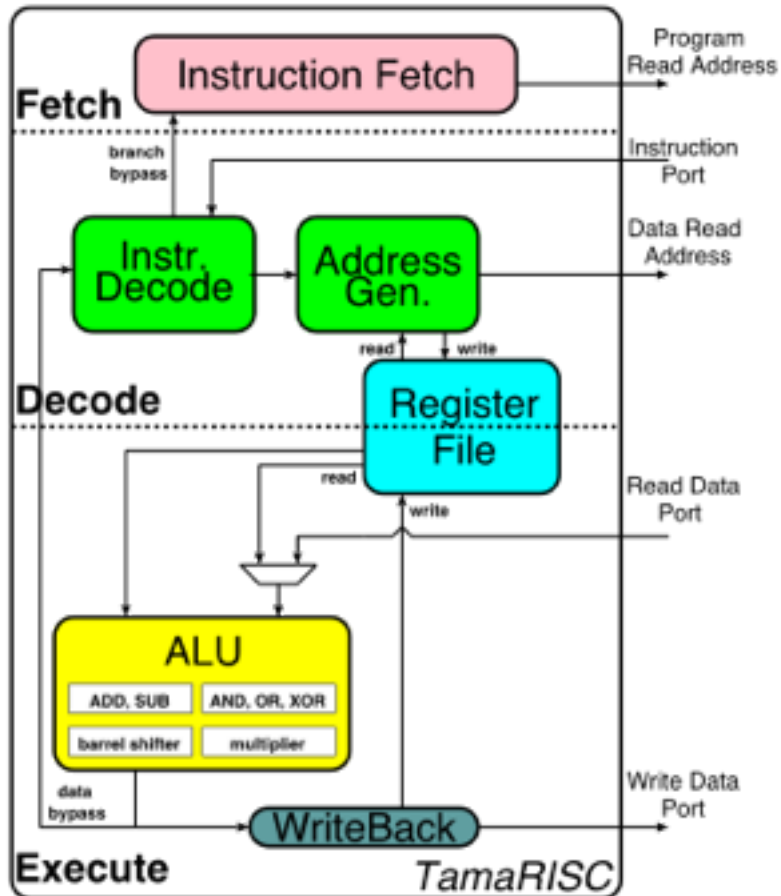 Program
Read Address
Instruction Fetch
Fetch
branch
bypass
Instruction
Port
Instr.
Decode
Address
Gen.
Data Read
Address
read
write
Decode
Register
File
read
write
Read Data
Port
ALU
ADD, SUB
AND, OR, XOR
barrel shifter
multiplier
data
bypass
WriteBack
Write Data
Port
Execute
TamaRISC